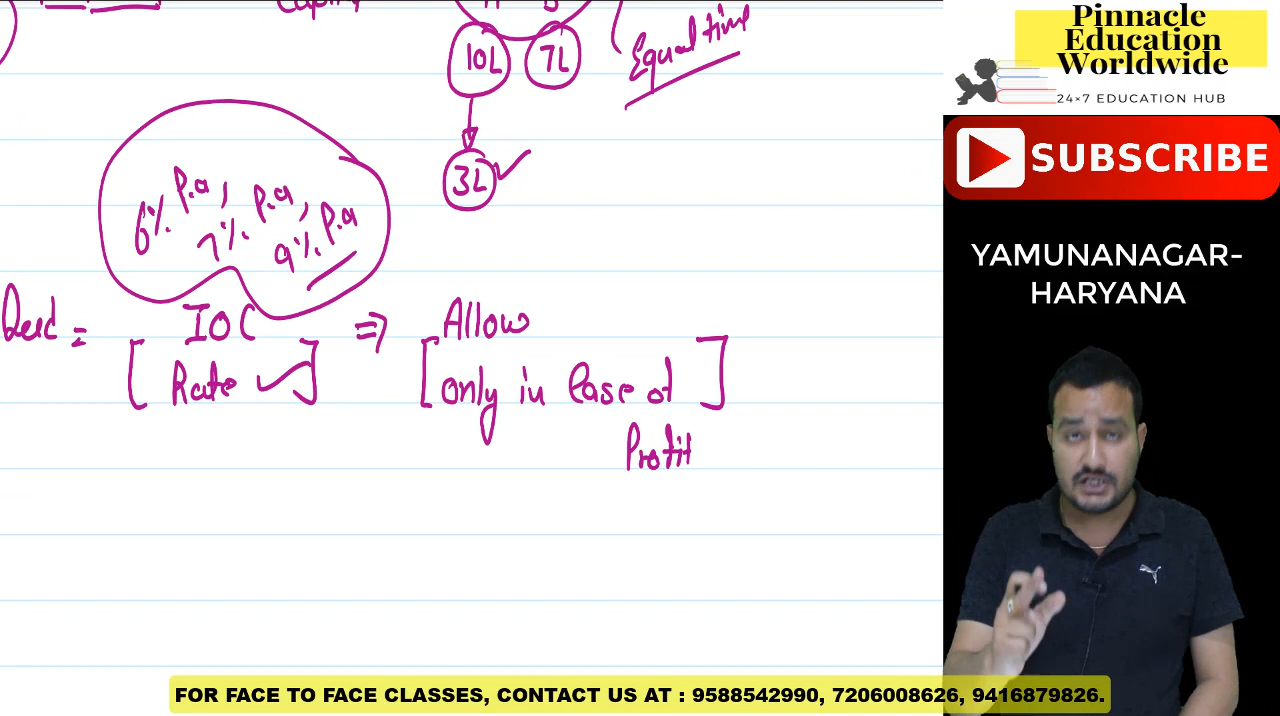 10L 7L
Equal time
3L
6% p.a, 7% p.a, 9% p.a
Deed = [IOC Rate] ⇒ [Allow only in Case of Profit]
Pinnacle
Education
Worldwide
24×7 EDUCATION HUB
SUBSCRIBE
YAMUNANAGAR-
HARYANA
FOR FACE TO FACE CLASSES, CONTACT US AT : 9588542990, 7206008626, 9416879826.